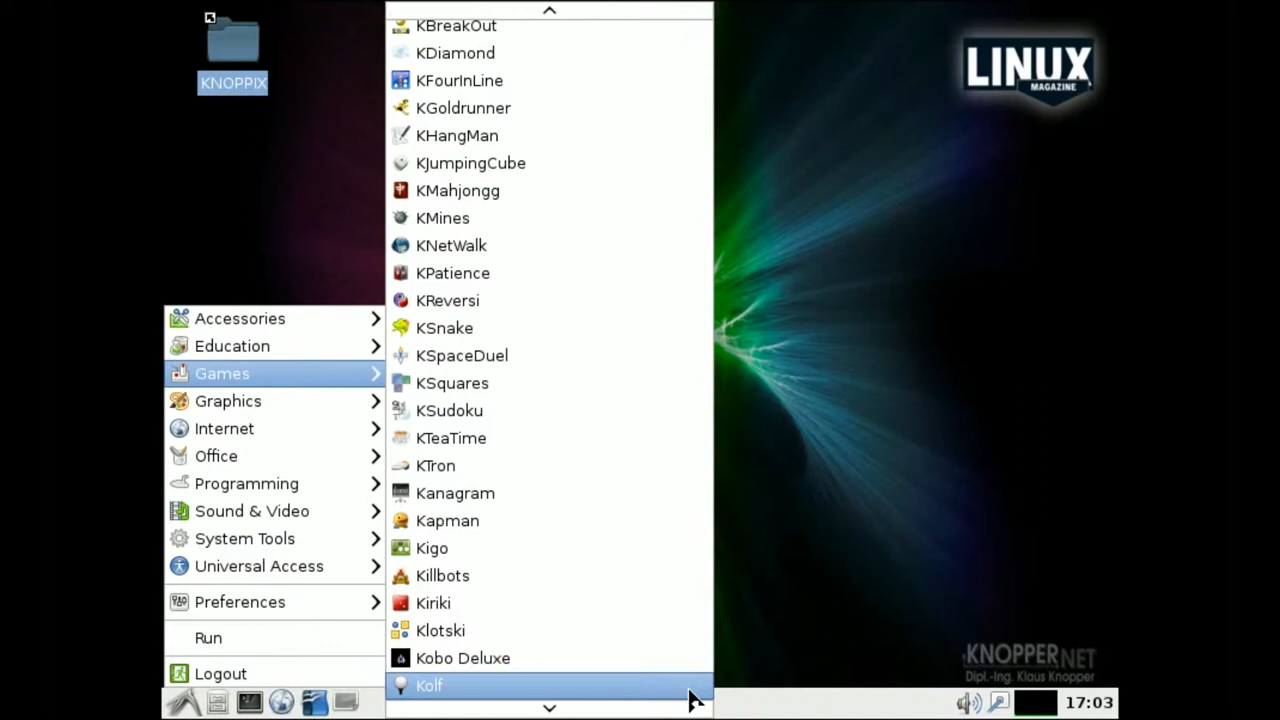 KNOPPIX
LINUX
MAGAZINE
KBreakOut
KDiamond
KFourInLine
KGoldrunner
KHangMan
KJumpingCube
KMahjongg
KMines
KNetWalk
KPatience
KReversi
KSnake
KSpaceDuel
KSquares
KSudoku
KTeaTime
KTron
Kanagram
Kapman
Kigo
Killbots
Kiriki
Klotski
Kobo Deluxe
Kolf
Accessories
Education
Games
Graphics
Internet
Office
Programming
Sound & Video
System Tools
Universal Access
Preferences
Run
Logout
KNOPPER.NET
Dipl.-Ing. Klaus Knopper
17:03